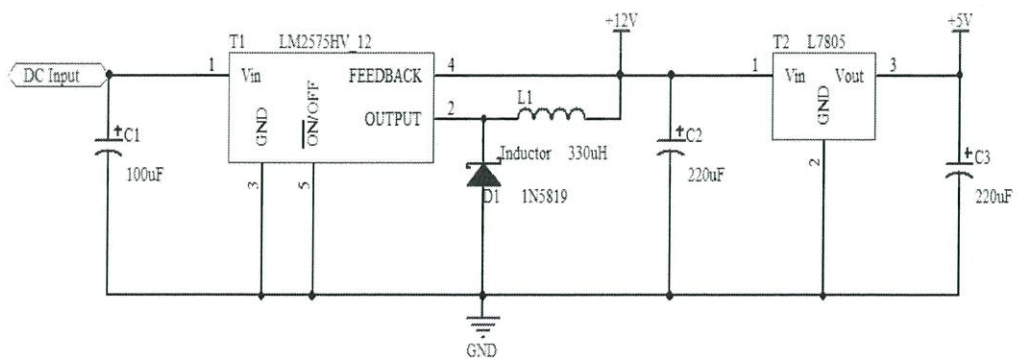 +12V
+5V
T1 LM2575HV_12
T2 L7805
DC Input
1
Vin
FEEDBACK
4
1
Vin
Vout
3
GND
ON/OFF
OUTPUT
2
L1
GND
+C1
100uF
Inductor 330uH
+C2
220uF
2
+C3
220uF
3
5
D1 1N5819
GND